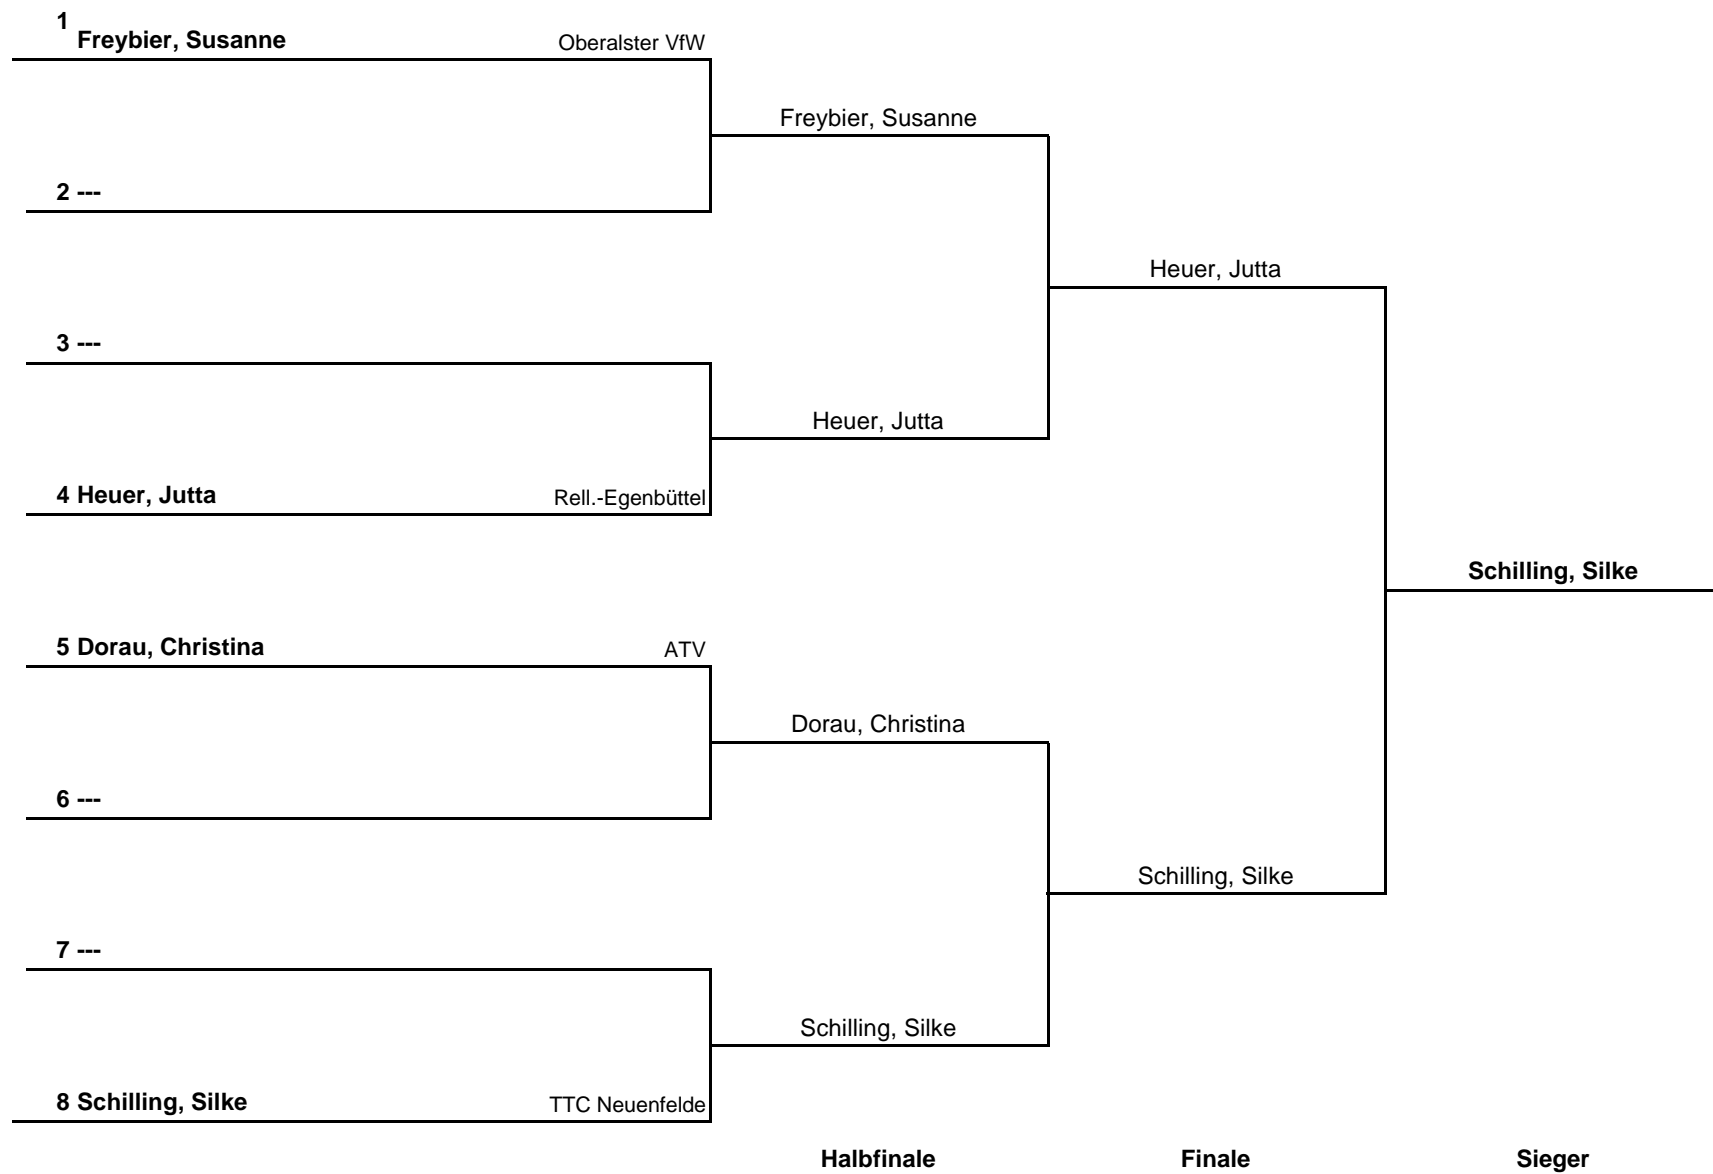 1
Freybier, Susanne Oberalster VfW
Freybier, Susanne
2 ---
Heuer, Jutta
3 ---
Heuer, Jutta
4 Heuer, Jutta Rell.-Egenbüttel
Schilling, Silke
5 Dorau, Christina ATV
Dorau, Christina
6 ---
Schilling, Silke
7 ---
Schilling, Silke
8 Schilling, Silke TTC Neuenfelde
Halbfinale Finale Sieger